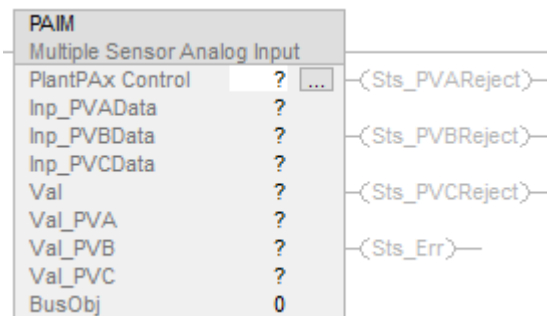 PAIM
Multiple Sensor Analog Input
PlantPAx Control ? ... (Sts_PVAReject)
Inp_PVAData ?
Inp_PVBData ? (Sts_PVBReject)
Inp_PVCData ?
Val ? (Sts_PVCReject)
Val_PVA ?
Val_PVB ? (Sts_Err)
Val_PVC ?
BusObj 0